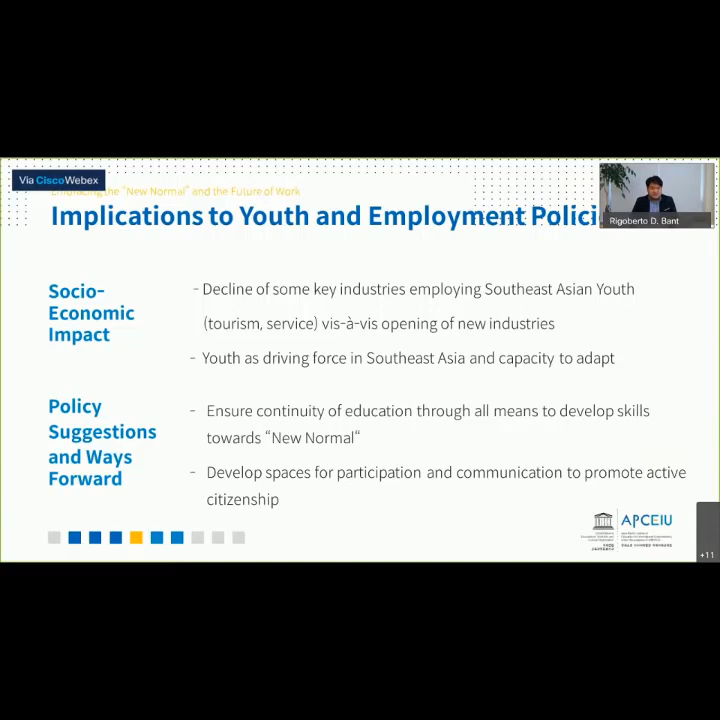 Via CiscoWebex
the "New Normal" and the Future of Work
Implications to Youth and Employment
Rigoberto D. Bant
Socio-
Economic
Impact
- Decline of some key industries employing Southeast Asian Youth
(tourism, service) vis-à-vis opening of new industries
- Youth as driving force in Southeast Asia and capacity to adapt
Policy
Suggestions
and Ways
Forward
- Ensure continuity of education through all means to develop skills
towards "New Normal"
- Develop spaces for participation and communication to promote active
citizenship
APCEIU
+11